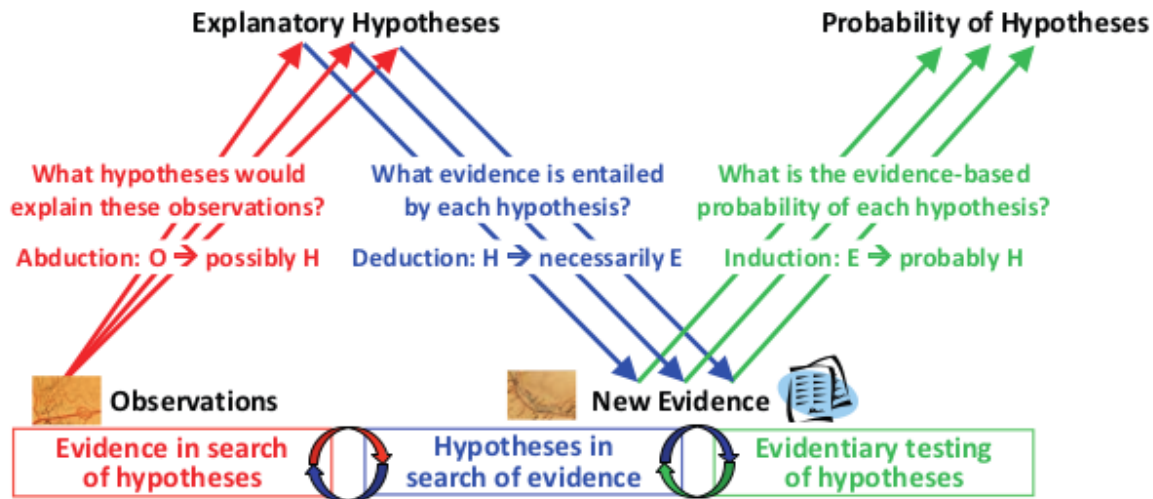 Explanatory Hypotheses
Probability of Hypotheses
What hypotheses would
explain these observations?
Abduction: O ➔ possibly H
What evidence is entailed
by each hypothesis?
Deduction: H ➔ necessarily E
What is the evidence-based
probability of each hypothesis?
Induction: E ➔ probably H
Observations
New Evidence
Evidence in search
of hypotheses
Hypotheses in
search of evidence
Evidentiary testing
of hypotheses